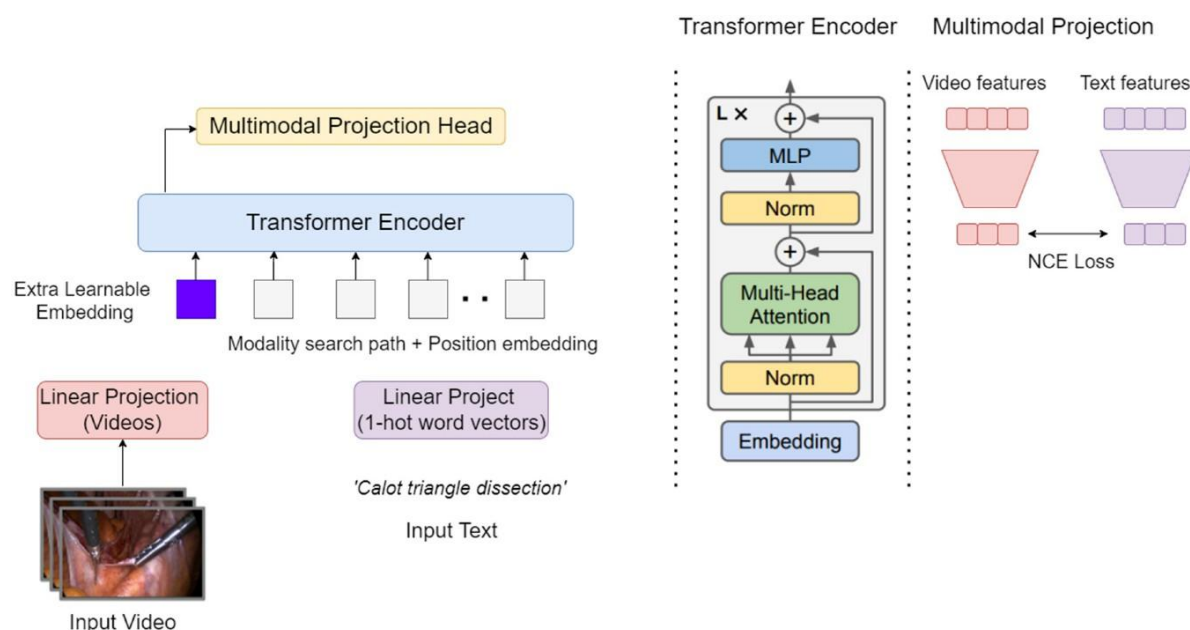 Transformer Encoder
Multimodal Projection
Multimodal Projection Head
Transformer Encoder
Extra Learnable
Embedding
. .
Modality search path + Position embedding
Linear Projection
(Videos)
Linear Project
(1-hot word vectors)
'Calot triangle dissection'
Input Text
Input Video
L ×
+
MLP
Norm
+
Multi-Head
Attention
Norm
Embedding
Video features
Text features
NCE Loss